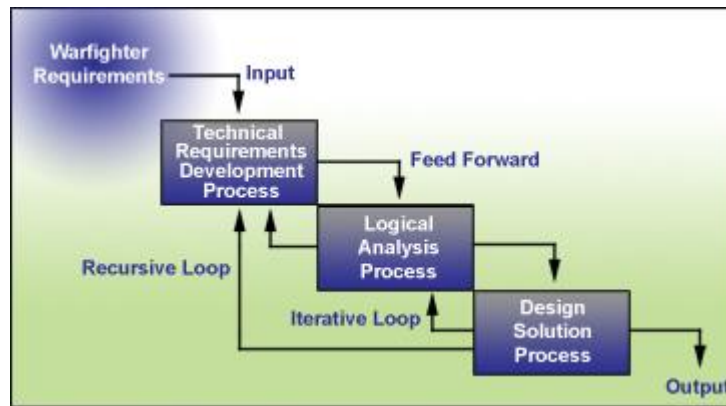 Warfighter
Requirements
Input
Technical
Requirements
Development
Process
Feed Forward
Logical
Analysis
Process
Recursive Loop
Iterative Loop
Design
Solution
Process
Output